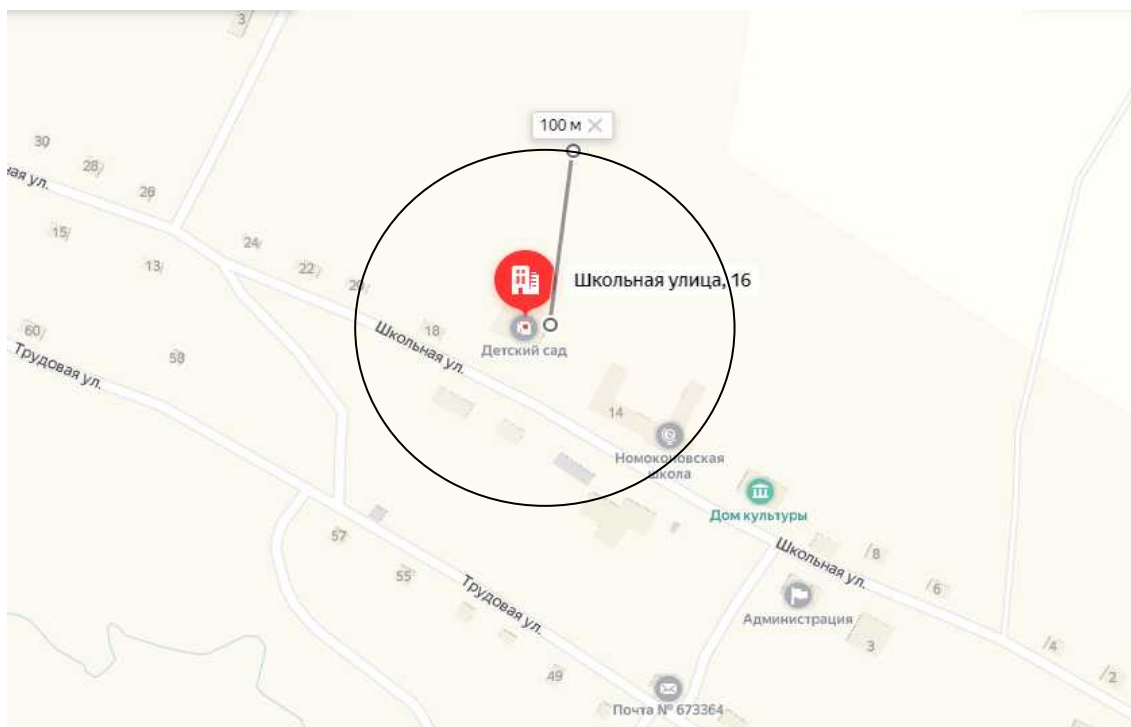 3
100 м
30
28
ная ул.
26
15
24
13
22
20
Школьная улица, 16
60
18
Школьная ул.
Детский сад
Трудовая ул.
58
14
Номоконовская
школа
Дом культуры
57
Школьная ул.
8
55
6
Трудовая ул.
Администрация
3
4
49
2
Почта № 673364